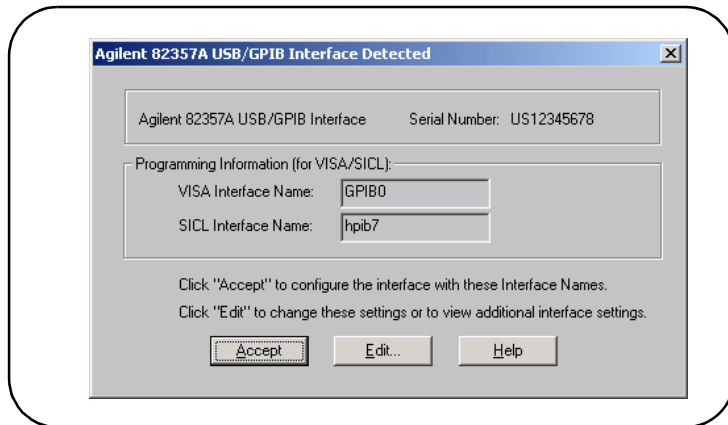 Agilent 82357A USB/GPIB Interface Detected
Agilent 82357A USB/GPIB Interface Serial Number: US12345678
Programming Information (for VISA/SICL):
VISA Interface Name: GPIB0
SICL Interface Name: hpib7
Click "Accept" to configure the interface with these Interface Names.
Click "Edit" to change these settings or to view additional interface settings.
Accept Edit... Help